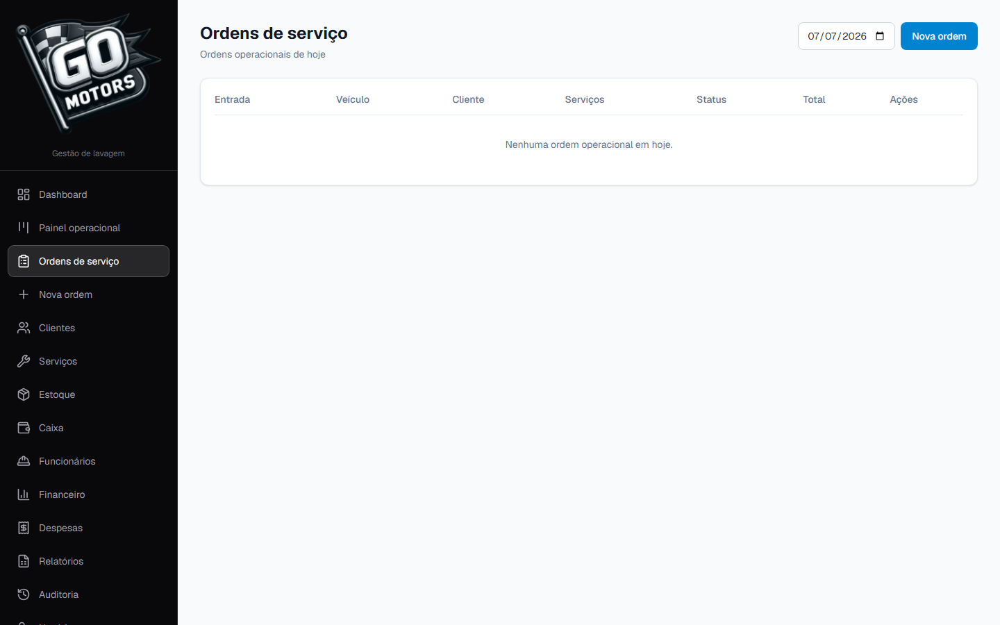 GO
MOTORS
Gestão de lavagem
Dashboard
Painel operacional
Ordens de serviço
Nova ordem
Clientes
Serviços
Estoque
Caixa
Funcionários
Financeiro
Despesas
Relatórios
Auditoria
Ordens de serviço
Ordens operacionais de hoje
07/07/2026
Nova ordem
Entrada Veículo Cliente Serviços Status Total Ações
Nenhuma ordem operacional em hoje.